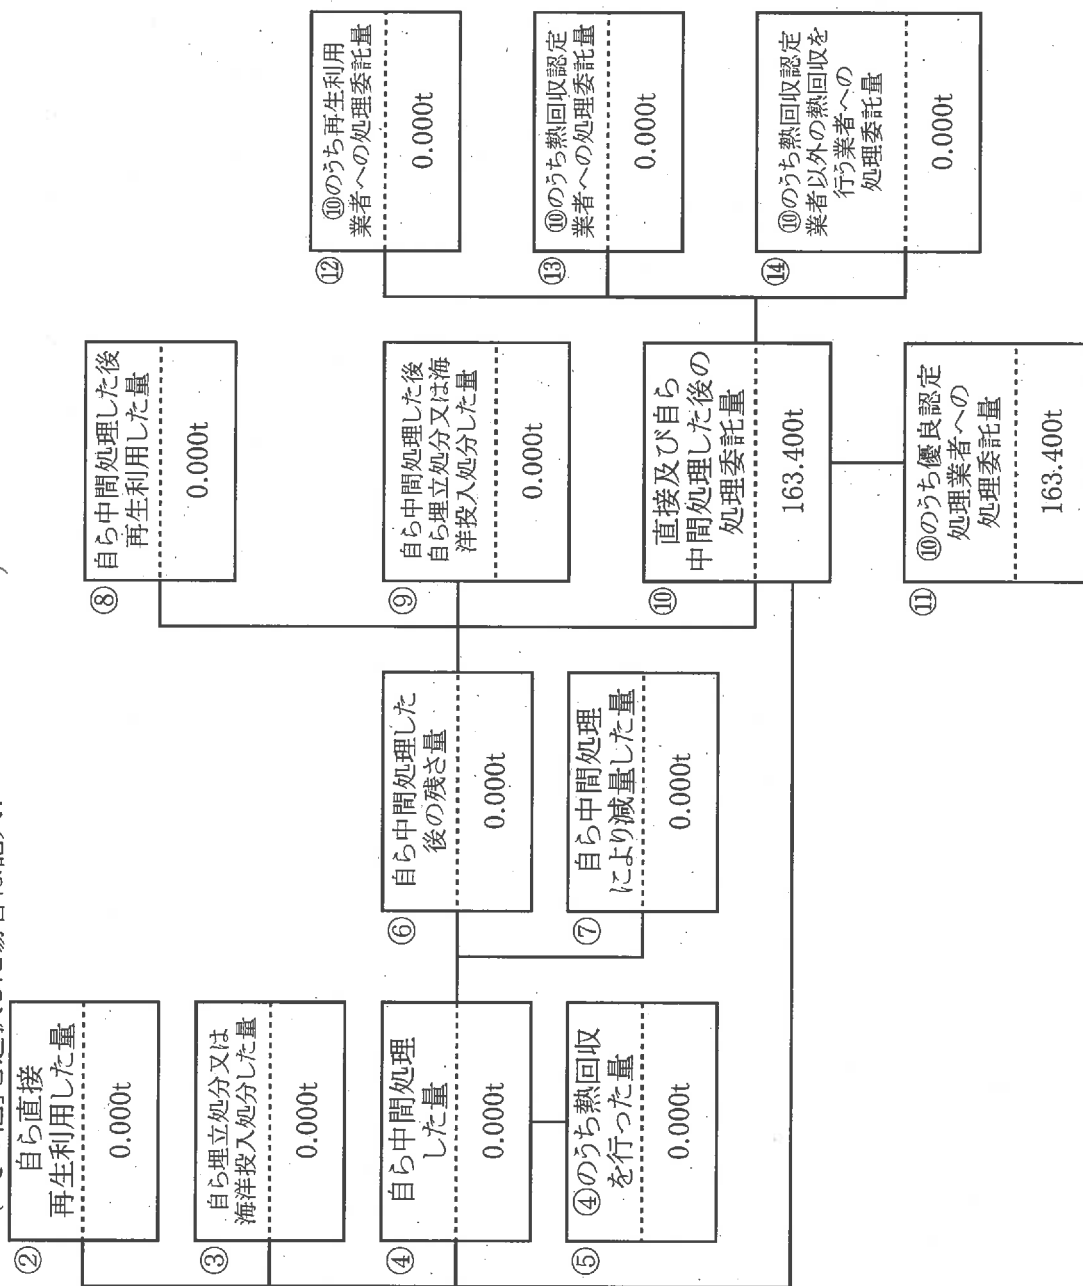 ②
自ら直接
再生利用した量
0.000t
③
自ら埋立処分又は
海洋投入処分した量
0.000t
④
自ら中間処理
した量
0.000t
⑤
④のうち熱回収
を行った量
0.000t
⑥
自ら中間処理した
後の残さ量
0.000t
⑦
自ら中間処理
により減量した量
0.000t
⑧
自ら中間処理した後
再生利用した量
0.000t
⑨
自ら中間処理した後
自ら埋立処分又は海
洋投入処分した量
0.000t
⑩
直接及び自ら
中間処理した後の
処理委託量
163.400t
⑪
⑩のうち優良認定
処理業者への
処理委託量
163.400t
⑫
⑩のうち再生利用
業者への処理委託量
0.000t
⑬
⑩のうち熱回収認定
業者への処理委託量
0.000t
⑭
⑩のうち熱回収認定
業者以外の熱回収を
行う業者への
処理委託量
0.000t